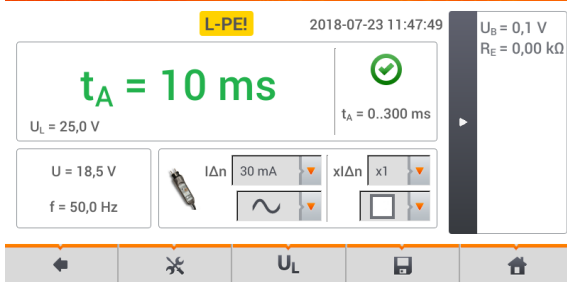 L-PE!
2018-07-23 11:47:49
tA = 10 ms
UL = 25,0 V
tA = 0..300 ms
UB = 0,1 V
RE = 0,00 kΩ
U = 18,5 V
f = 50,0 Hz
IΔn 30 mA xIΔn x1
UL